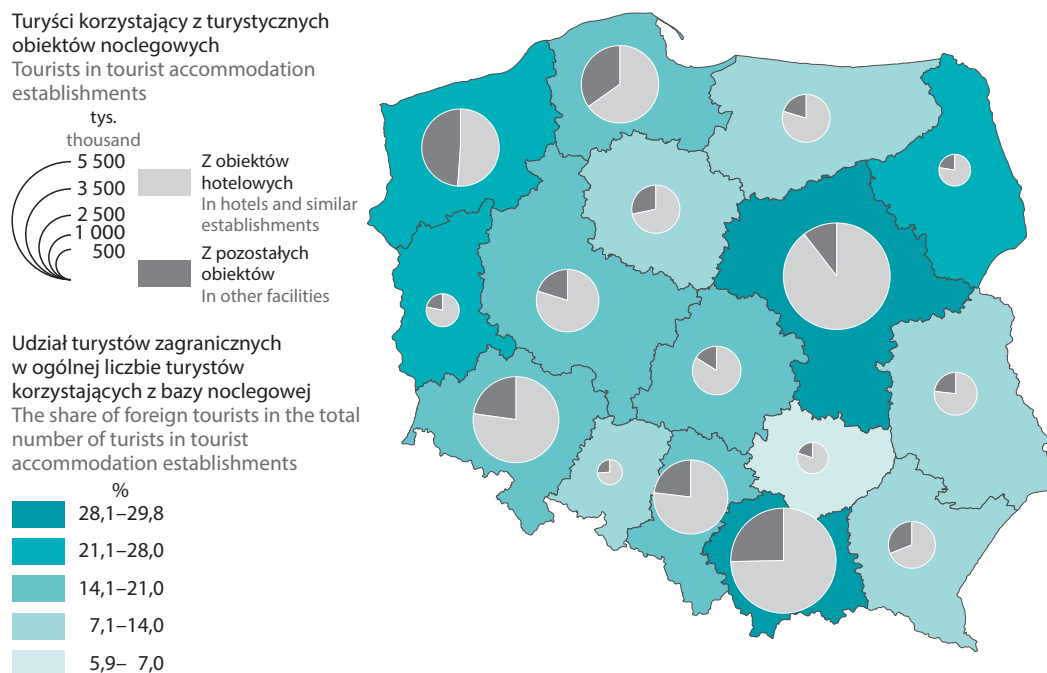 Turyści korzystający z turystycznych
obiektów noclegowych
Tourists in tourist accommodation
establishments
tys.
thousand
5 500
3 500
2 500
1 000
500
Z obiektów
hotelowych
In hotels and similar
establishments
Z pozostałych
obiektów
In other facilities
Udział turystów zagranicznych
w ogólnej liczbie turystów
korzystających z bazy noclegowej
The share of foreign tourists in the total
number of turists in tourist
accommodation establishments
%
28,1–29,8
21,1–28,0
14,1–21,0
7,1–14,0
5,9– 7,0